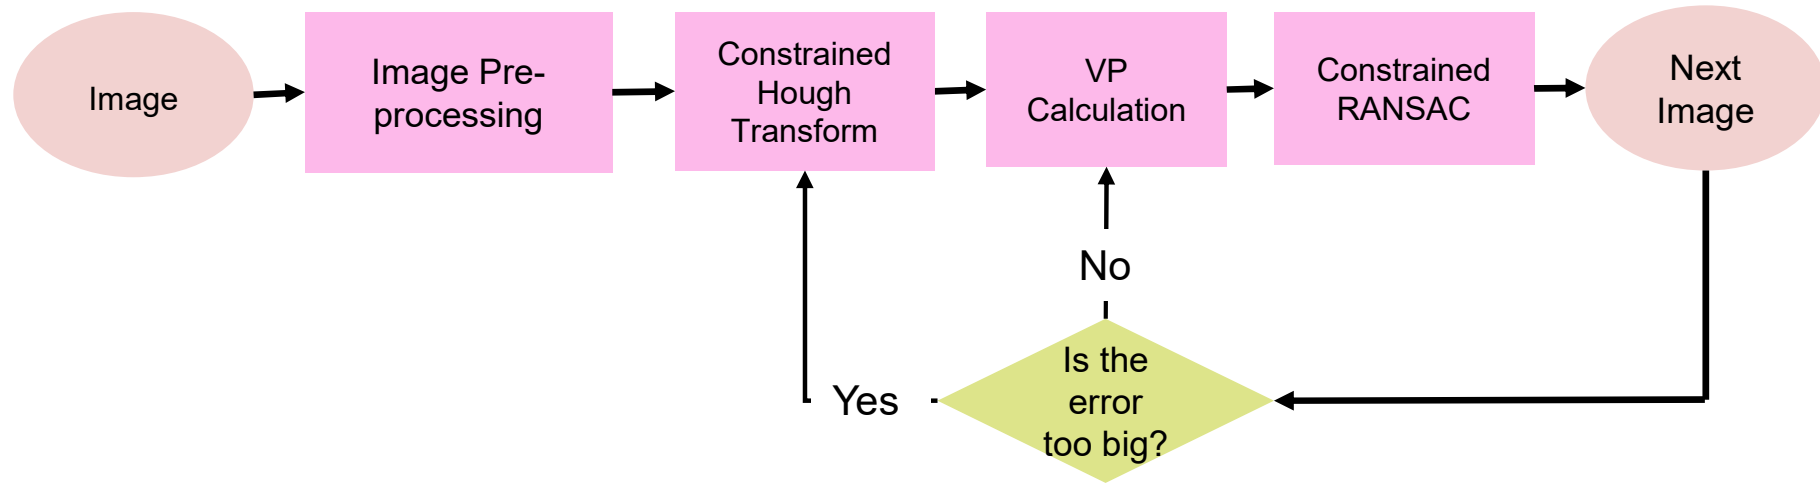 Image
Image Pre-
processing
Constrained
Hough
Transform
VP
Calculation
Constrained
RANSAC
Next
Image
No
Yes
Is the
error
too big?